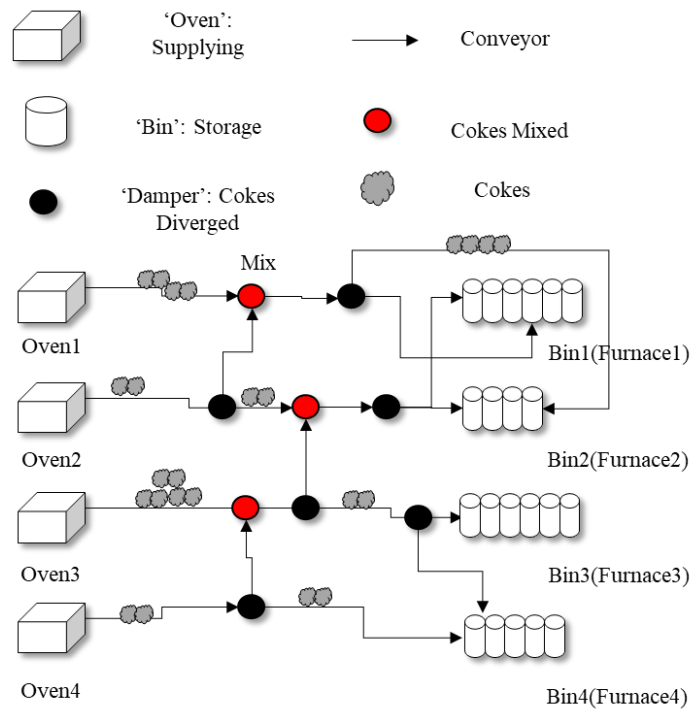 ‘Oven’:
Supplying
Conveyor
‘Bin’: Storage
Cokes Mixed
‘Damper’: Cokes
Diverged
Cokes
Mix
Oven1
Bin1(Furnace1)
Oven2
Bin2(Furnace2)
Oven3
Bin3(Furnace3)
Oven4
Bin4(Furnace4)